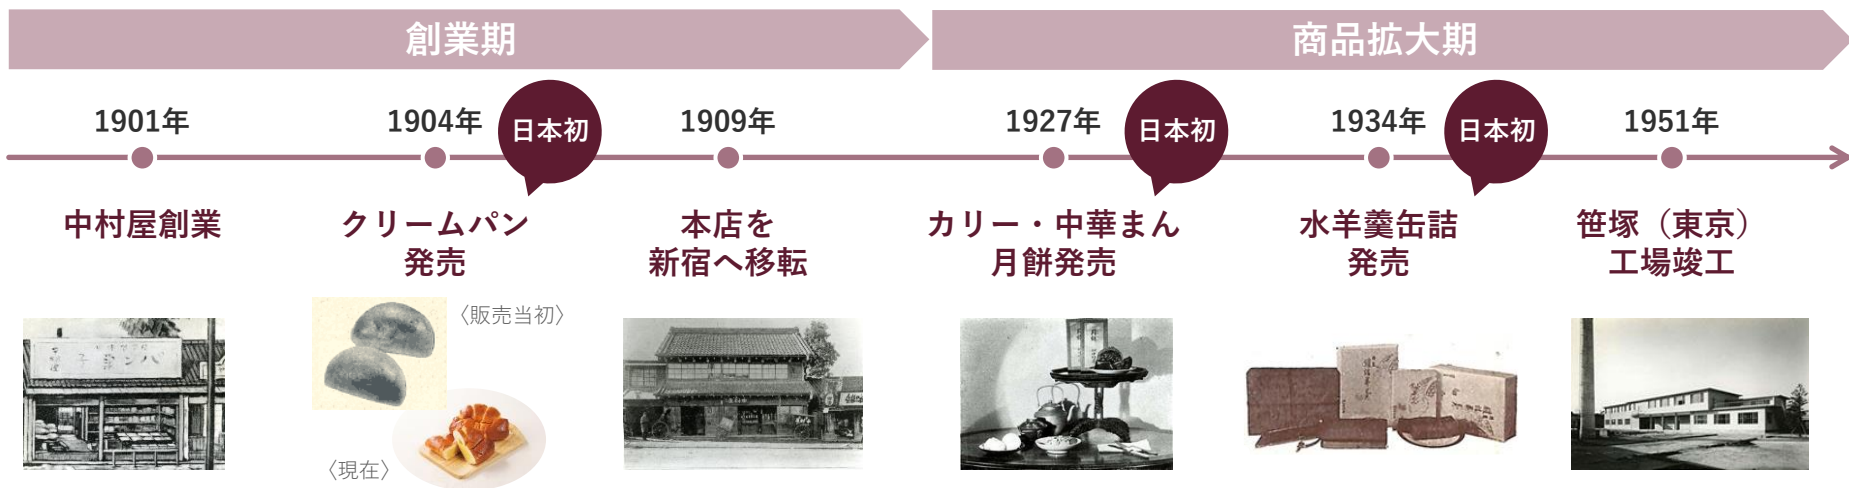 創業期
商品拡大期
1901年
1904年
日本初
1909年
1927年
日本初
1934年
日本初
1951年
中村屋創業
クリームパン
発売
本店を
新宿へ移転
カリー・中華まん
月餅発売
水羊羹缶詰
発売
笹塚（東京）
工場竣工
〈販売当初〉
〈現在〉